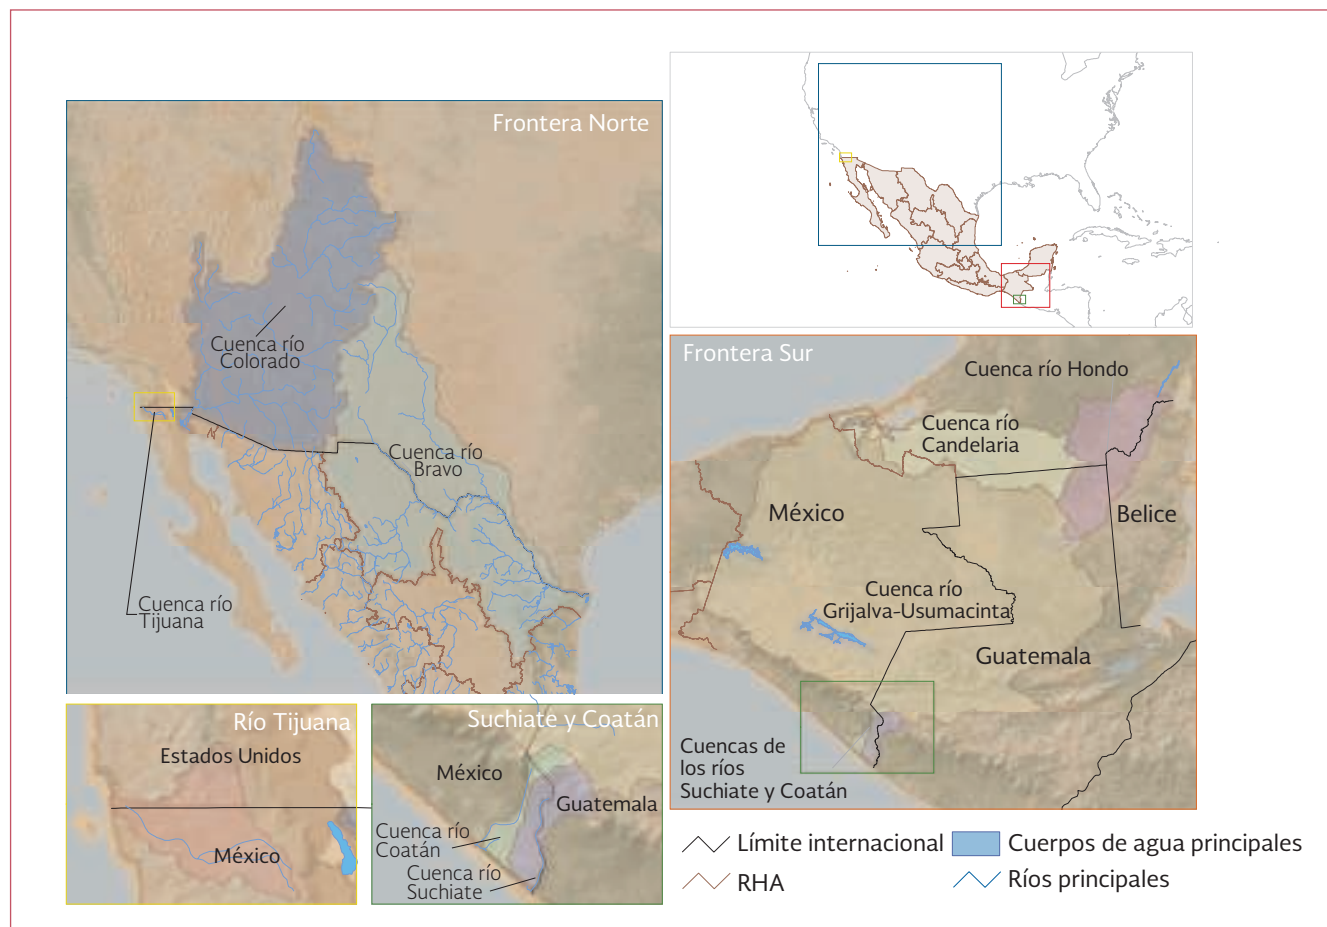 Frontera Norte
Cuenca río
Colorado
Cuenca río
Bravo
Cuenca río
Tijuana
Frontera Sur
Cuenca río Hondo
Cuenca río
Candelaria
México
Belice
Cuenca río
Grijalva-Usumacinta
Guatemala
Cuencas de
los ríos
Suchiate y Coatán
Río Tijuana
Estados Unidos
México
Suchiate y Coatán
México
Guatemala
Cuenca río
Coatán
Cuenca río
Suchiate
Límite internacional
Cuerpos de agua principales
RHA
Ríos principales